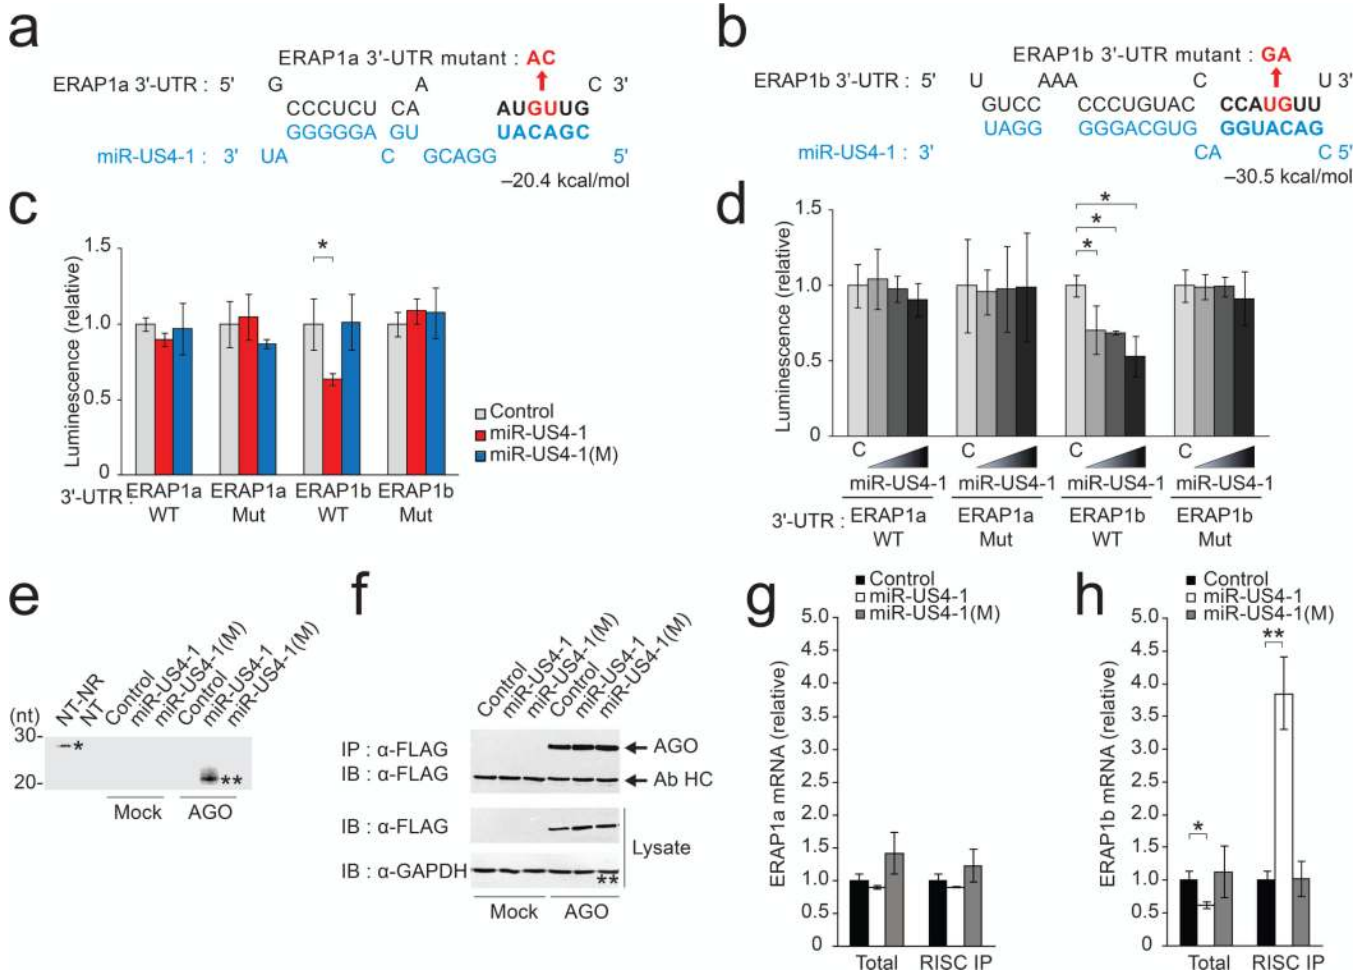 a
ERAP1a 3'-UTR mutant : AC
ERAP1a 3'-UTR : 5' G A C 3'
CCCUCU CA AUGUUG
GGGGGA GU UACAGC
miR-US4-1 : 3' UA C GCAGG 5'
–20.4 kcal/mol
b
ERAP1b 3'-UTR mutant : GA
ERAP1b 3'-UTR : 5' U AAA C U 3'
GUCC CCCUGUAC CCAUGUU
UAGG GGGACGUG GGUACAG
miR-US4-1 : 3' CA C 5'
–30.5 kcal/mol
c
Luminescence (relative)
1.5
1.0
0.5
0
*
Control
miR-US4-1
miR-US4-1(M)
3'-UTR : ERAP1a ERAP1a ERAP1b ERAP1b
WT Mut WT Mut
d
Luminescence (relative)
1.5
1.0
0.5
0
*
*
*
C C C C
miR-US4-1 miR-US4-1 miR-US4-1 miR-US4-1
3'-UTR : ERAP1a ERAP1a ERAP1b ERAP1b
WT Mut WT Mut
e
(nt) NT-NR NT Control miR-US4-1 miR-US4-1(M) Control miR-US4-1 miR-US4-1(M)
30-
*
20-
**
Mock AGO
f
Control miR-US4-1 miR-US4-1(M) Control miR-US4-1 miR-US4-1(M)
IP : α-FLAG AGO
IB : α-FLAG Ab HC
IB : α-FLAG
Lysate
IB : α-GAPDH
**
Mock AGO
g
Control
miR-US4-1
miR-US4-1(M)
ERAP1a mRNA (relative)
5.0
4.5
4.0
3.5
3.0
2.5
2.0
1.5
1.0
0.5
0
Total RISC IP
h
Control
miR-US4-1
miR-US4-1(M)
ERAP1b mRNA (relative)
5.0
4.5
4.0
3.5
3.0
2.5
2.0
1.5
1.0
0.5
0
**
*
Total RISC IP